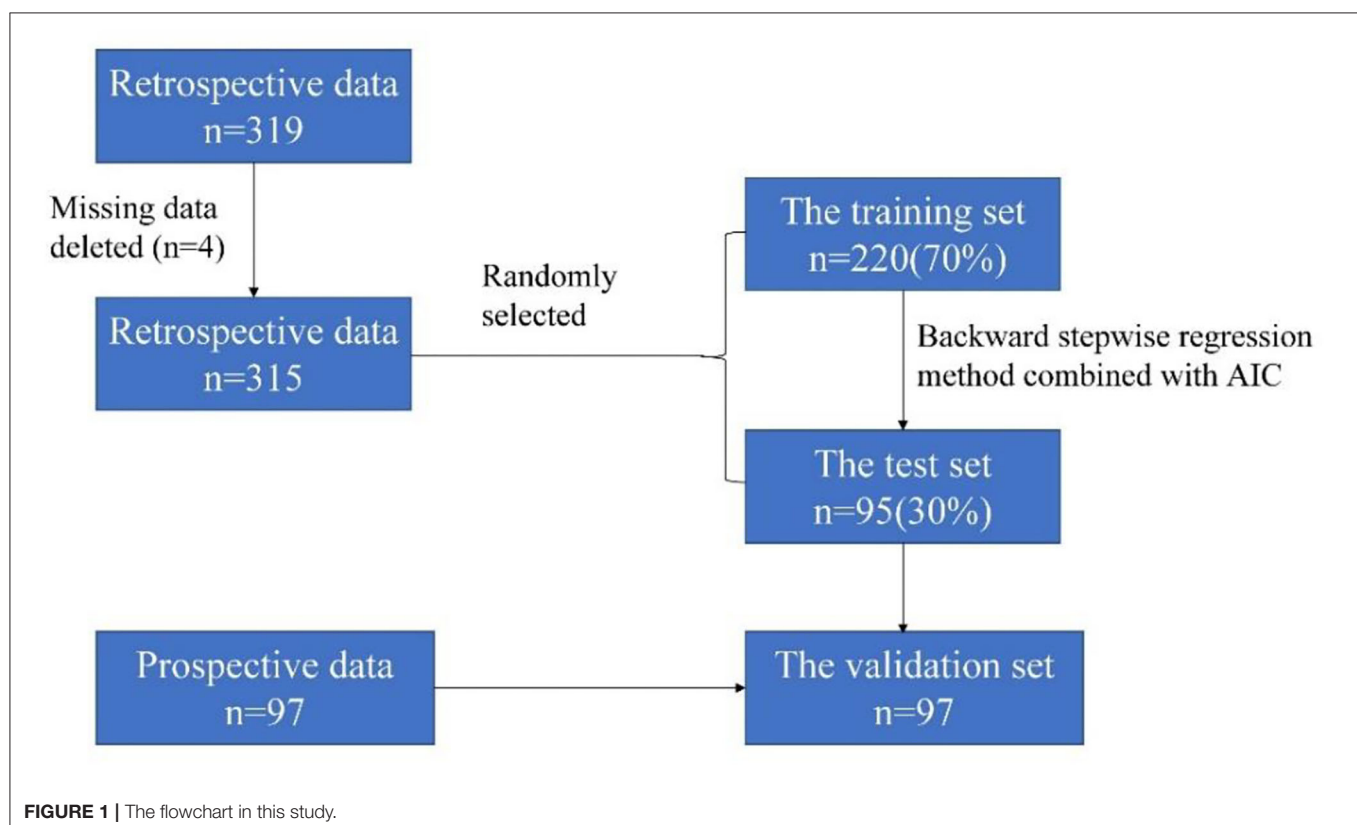 Retrospective data
n=319
Missing data
deleted (n=4)
Retrospective data
n=315
Randomly
selected
The training set
n=220(70%)
Backward stepwise regression
method combined with AIC
The test set
n=95(30%)
Prospective data
n=97
The validation set
n=97
FIGURE 1 | The flowchart in this study.